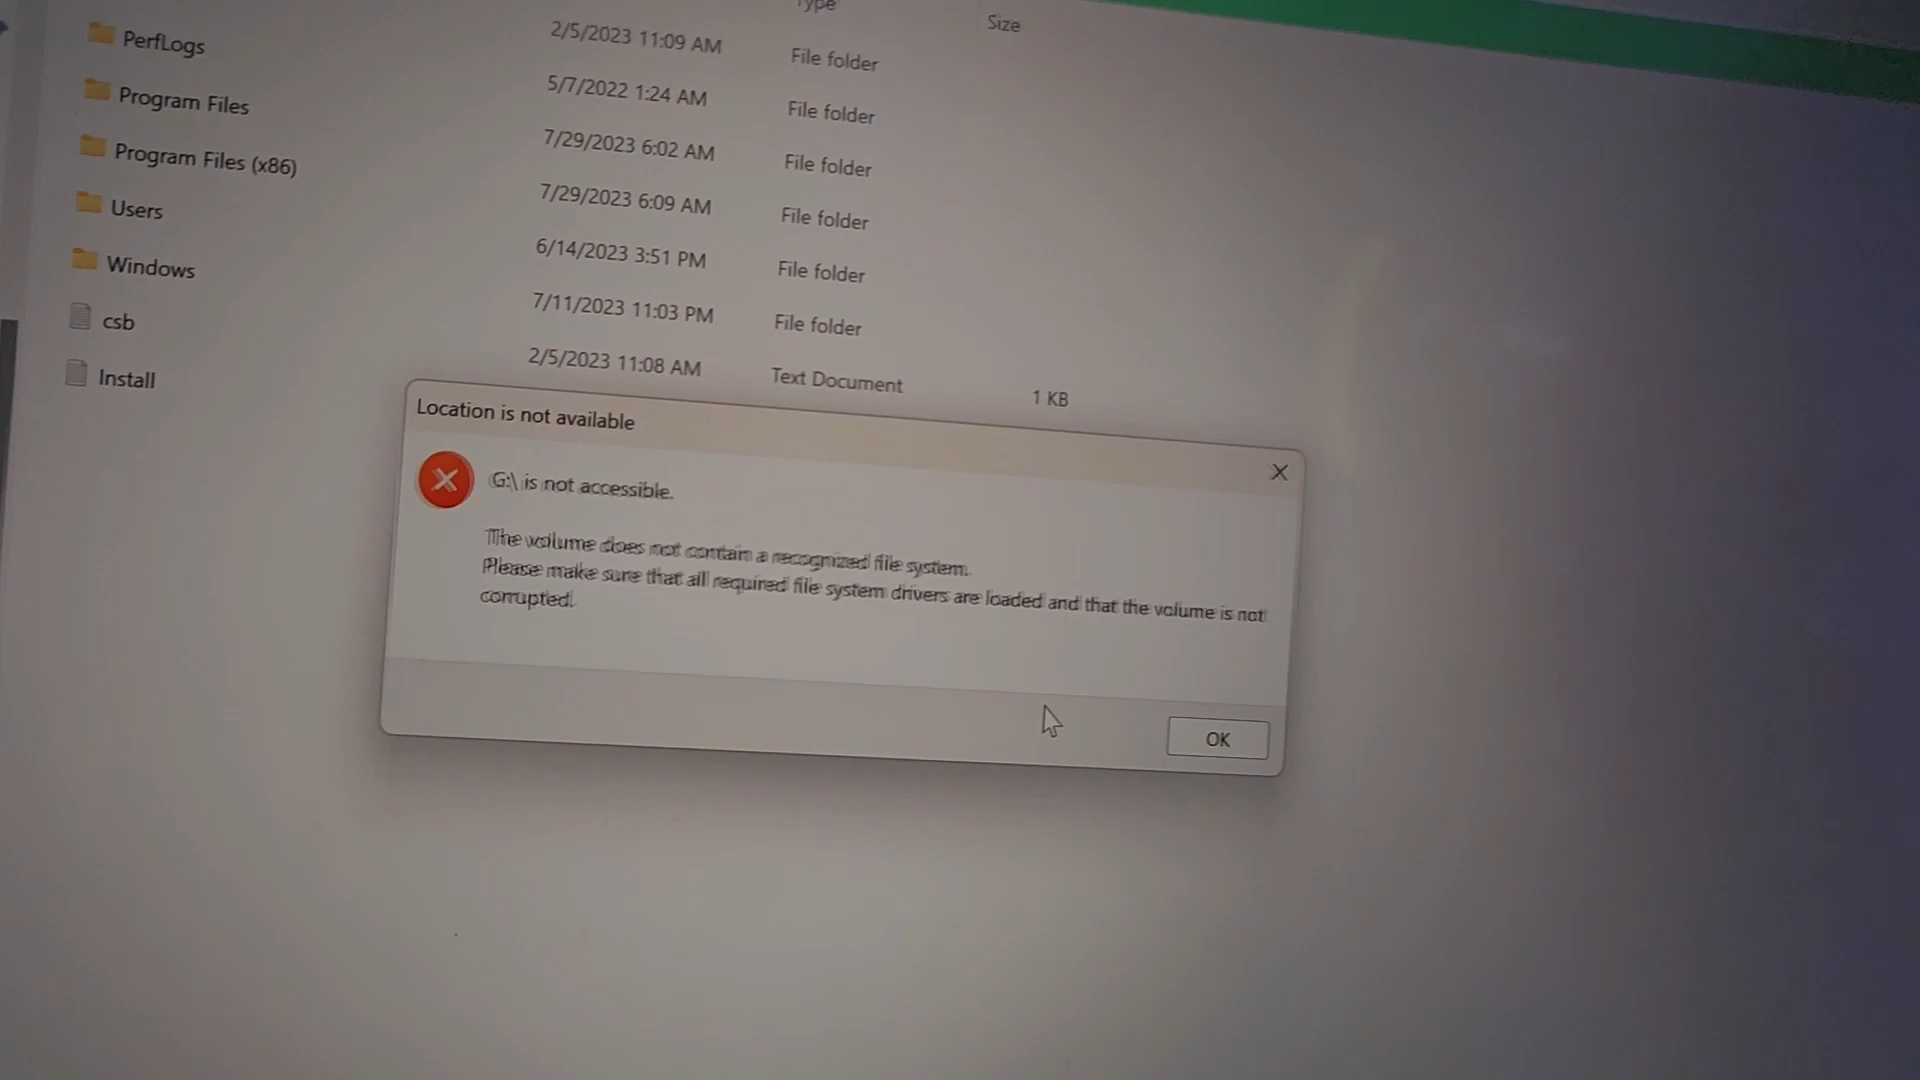 Type
Size
PerfLogs
2/5/2023 11:09 AM
File folder
Program Files
5/7/2022 1:24 AM
File folder
Program Files (x86)
7/29/2023 6:02 AM
File folder
Users
7/29/2023 6:09 AM
File folder
Windows
6/14/2023 3:51 PM
File folder
csb
7/11/2023 11:03 PM
File folder
Install
2/5/2023 11:08 AM
Text Document
1 KB
Location is not available
G:\ is not accessible.
The volume does not contain a recognized file system.
Please make sure that all required file system drivers are loaded and that the volume is not
corrupted.
OK